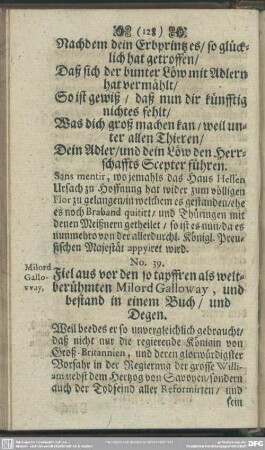 (128)
Nachdem dein Erbprintz es/ so glück-
lich hat getroffen/
Daß sich der bunter Löw mit Adlern
hat vermählt/
So ist gewiß/ daß nun dir künfftig
nichtes fehlt/
Was dich groß machen kan/ weil un-
ter allen Thieren/
Dein Adler/und dein Löw den Herr-
schaffts Scepter führen.
Sans mentir, wo jemahls das Haus Hessen
Ursach zu Hoffnung hat wider zum völligen
Flor zu gelangen/in welchem es gestanden/ehe
es noch Braband quitirt/ und Thüringen mit
denen Meißnern getheilet/ so ist es nun/da es
nunmehro von der allerdurchl. Königl. Preu-
sischen Majestät appyiret wird.
No. 39.
Milord
Gallo-
vvay,
Fiel aus vor den so tapffren als welt-
berühmten Milord Galloway, und
bestand in einem Buch/ und
Degen.
Weil beedes er so unvergleichlich gebraucht/
daß nicht nur die regierende Königin von
Groß-Britannien, und deren glorwürdigster
Vorfahr in der Regierung der grosse Willi-
am nebst dem Hertzog von Savoyen/sondern
auch der Todfeind aller Reformirten/ und
sein